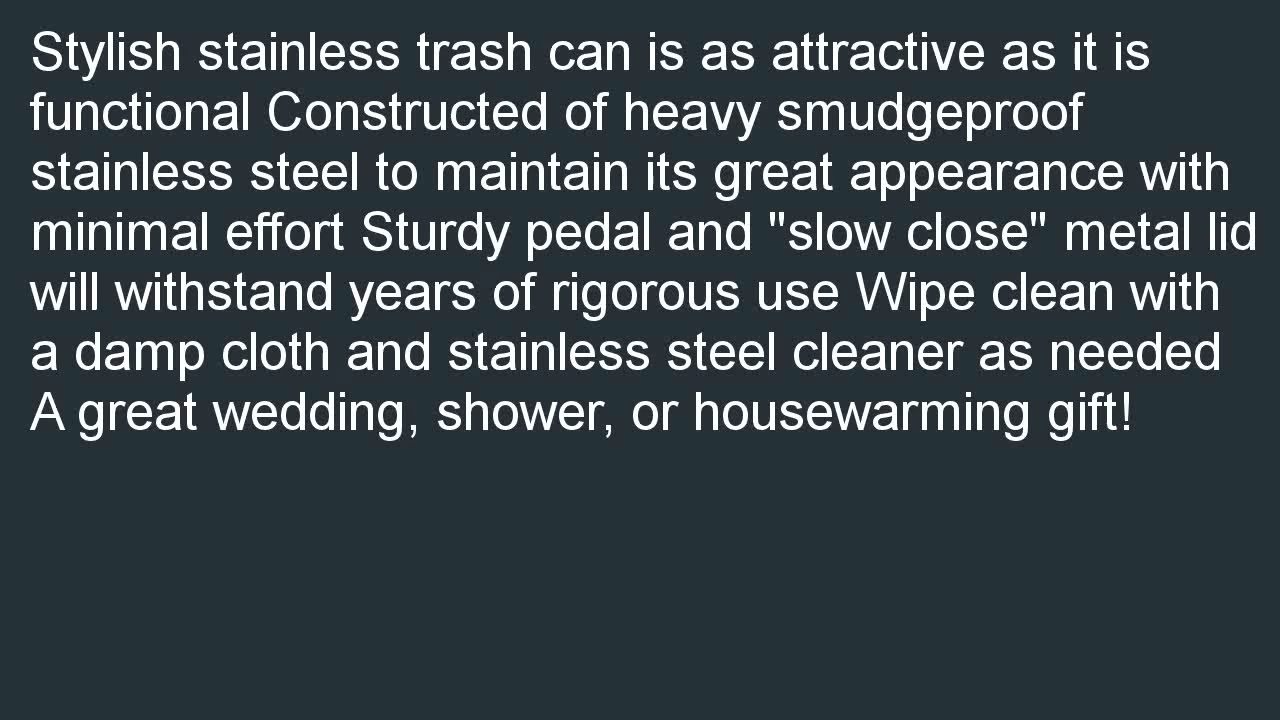 Stylish stainless trash can is as attractive as it is
functional Constructed of heavy smudgeproof
stainless steel to maintain its great appearance with
minimal effort Sturdy pedal and "slow close" metal lid
will withstand years of rigorous use Wipe clean with
a damp cloth and stainless steel cleaner as needed
A great wedding, shower, or housewarming gift!